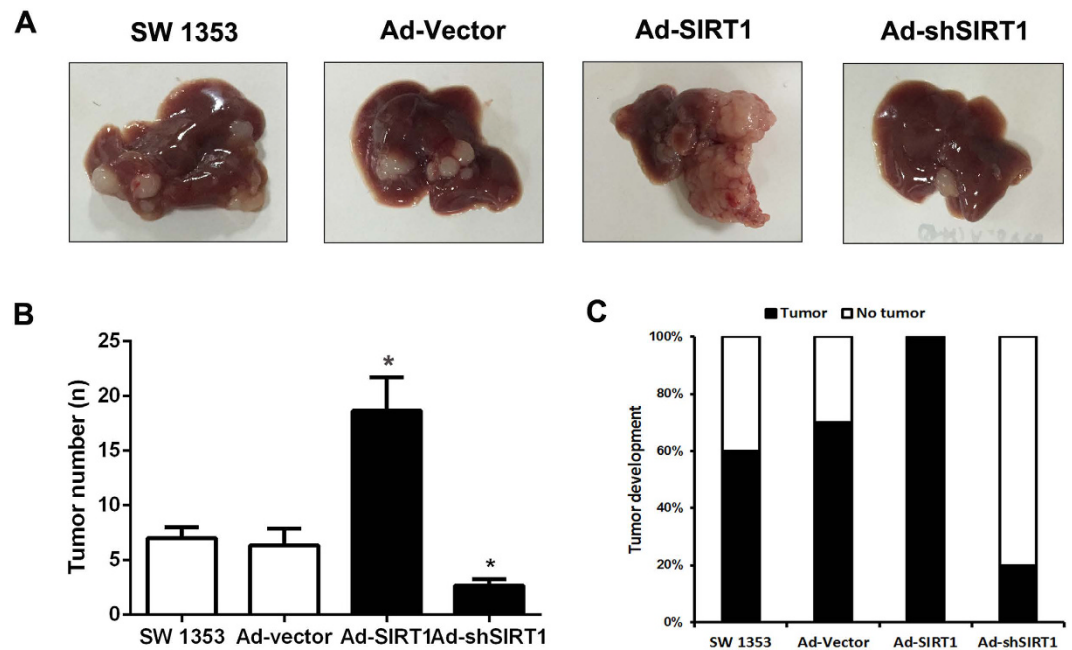 A
SW 1353
Ad-Vector
Ad-SIRT1
Ad-shSIRT1
B
Tumor number (n)
25
20
15
10
5
0
*
*
SW 1353
Ad-vector
Ad-SIRT1
Ad-shSIRT1
C
Tumor
No tumor
Tumor development
100%
80%
60%
40%
20%
0%
SW 1353
Ad-Vector
Ad-SIRT1
Ad-shSIRT1